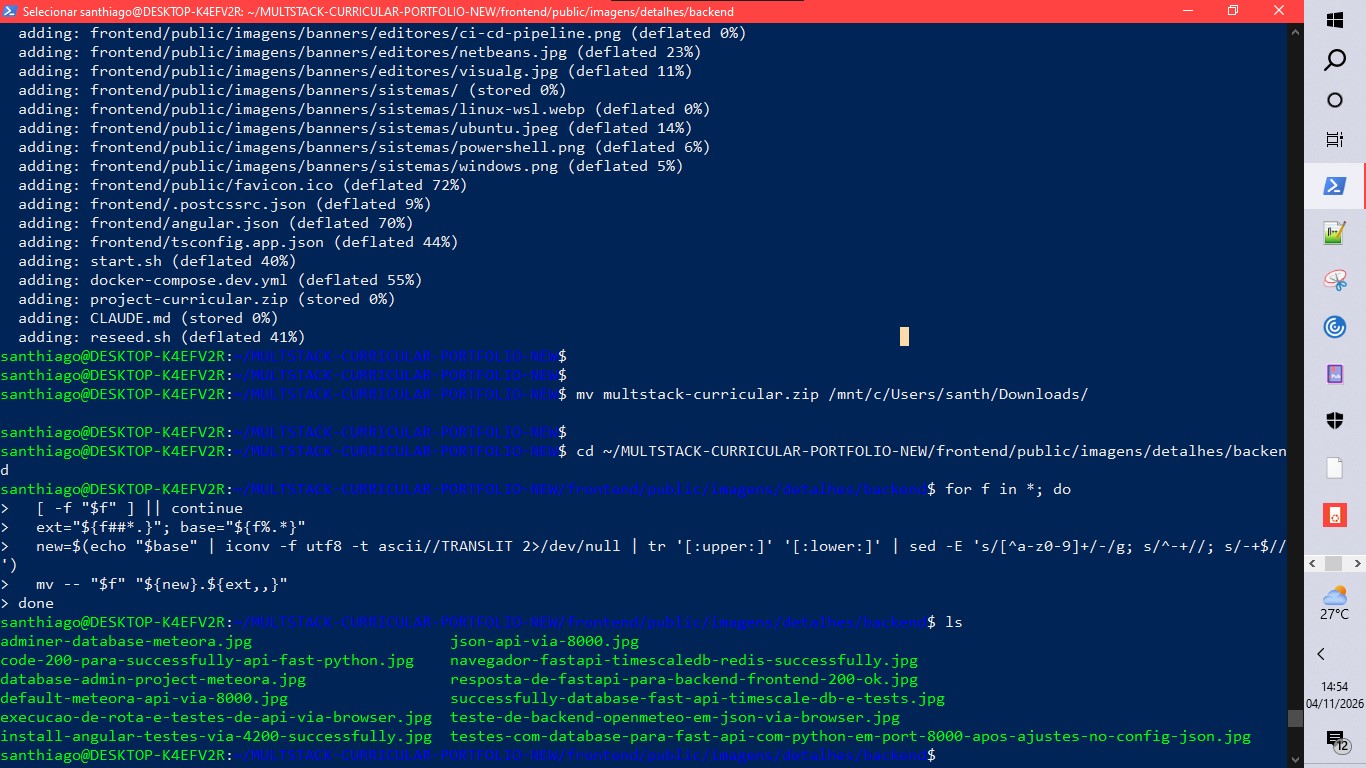 Selecionar santhiago@DESKTOP-K4EFV2R: ~/MULTSTACK-CURRICULAR-PORTFOLIO-NEW/frontend/public/imagens/detalhes/backend
adding: frontend/public/imagens/banners/editores/ci-cd-pipeline.png (deflated 0%)
adding: frontend/public/imagens/banners/editores/netbeans.jpg (deflated 23%)
adding: frontend/public/imagens/banners/editores/visualg.jpg (deflated 11%)
adding: frontend/public/imagens/banners/sistemas/ (stored 0%)
adding: frontend/public/imagens/banners/sistemas/linux-wsl.webp (deflated 0%)
adding: frontend/public/imagens/banners/sistemas/ubuntu.jpeg (deflated 14%)
adding: frontend/public/imagens/banners/sistemas/powershell.png (deflated 6%)
adding: frontend/public/imagens/banners/sistemas/windows.png (deflated 5%)
adding: frontend/public/favicon.ico (deflated 72%)
adding: frontend/.postcssrc.json (deflated 9%)
adding: frontend/angular.json (deflated 70%)
adding: frontend/tsconfig.app.json (deflated 44%)
adding: start.sh (deflated 40%)
adding: docker-compose.dev.yml (deflated 55%)
adding: project-curricular.zip (stored 0%)
adding: CLAUDE.md (stored 0%)
adding: reseed.sh (deflated 41%)
santhiago@DESKTOP-K4EFV2R:~/MULTSTACK-CURRICULAR-PORTFOLIO-NEW$
santhiago@DESKTOP-K4EFV2R:~/MULTSTACK-CURRICULAR-PORTFOLIO-NEW$
santhiago@DESKTOP-K4EFV2R:~/MULTSTACK-CURRICULAR-PORTFOLIO-NEW$ mv multstack-curricular.zip /mnt/c/Users/santh/Downloads/
santhiago@DESKTOP-K4EFV2R:~/MULTSTACK-CURRICULAR-PORTFOLIO-NEW$
santhiago@DESKTOP-K4EFV2R:~/MULTSTACK-CURRICULAR-PORTFOLIO-NEW$ cd ~/MULTSTACK-CURRICULAR-PORTFOLIO-NEW/frontend/public/imagens/detalhes/backen
d
santhiago@DESKTOP-K4EFV2R:~/MULTSTACK-CURRICULAR-PORTFOLIO-NEW/frontend/public/imagens/detalhes/backend$ for f in *; do
>   [ -f "$f" ] || continue
>   ext="${f##*.}"; base="${f%.*}"
>   new=$(echo "$base" | iconv -f utf8 -t ascii//TRANSLIT 2>/dev/null | tr '[:upper:]' '[:lower:]' | sed -E 's/[^a-z0-9]+/-/g; s/^-+//; s/-+$//
')
>   mv -- "$f" "${new}.${ext,,}"
> done
santhiago@DESKTOP-K4EFV2R:~/MULTSTACK-CURRICULAR-PORTFOLIO-NEW/frontend/public/imagens/detalhes/backend$ ls
adminer-database-meteora.jpg json-api-via-8000.jpg
code-200-para-successfully-api-fast-python.jpg navegador-fastapi-timescaledb-redis-successfully.jpg
database-admin-project-meteora.jpg resposta-de-fastapi-para-backend-frontend-200-ok.jpg
default-meteora-api-via-8000.jpg successfully-database-fast-api-timescale-db-e-tests.jpg
execucao-de-rota-e-testes-de-api-via-browser.jpg teste-de-backend-openmeteo-em-json-via-browser.jpg
install-angular-testes-via-4200-successfully.jpg testes-com-database-para-fast-api-com-python-em-port-8000-apos-ajustes-no-config-json.jpg
santhiago@DESKTOP-K4EFV2R:~/MULTSTACK-CURRICULAR-PORTFOLIO-NEW/frontend/public/imagens/detalhes/backend$
27°C
14:54
04/11/2026
12